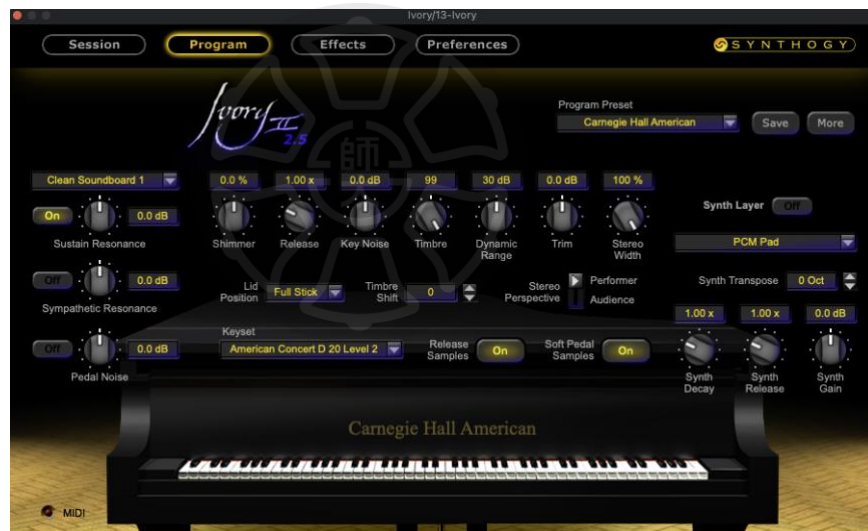 Ivory/13-Ivory
Session Program Effects Preferences SYNTHOGY
Ivory II 2.5
Program Preset
Carnegie Hall American Save More
Clean Soundboard 1 0.0 % 1.00 x 0.0 dB 99 30 dB 0.0 dB 100 %
Synth Layer Off
On 0.0 dB
Sustain Resonance Shimmer Release Key Noise Timbre Dynamic Range Trim Stereo Width
PCM Pad
Off 0.0 dB
Sympathetic Resonance
Lid Position Full Stick Timbre Shift 0 Stereo Perspective Performer Audience
Synth Transpose 0 Oct
1.00 x 1.00 x 0.0 dB
Keyset
Off 0.0 dB American Concert D 20 Level 2 Release Samples On Soft Pedal Samples On
Pedal Noise
Synth Decay Synth Release Synth Gain
Carnegie Hall American
MIDI
師